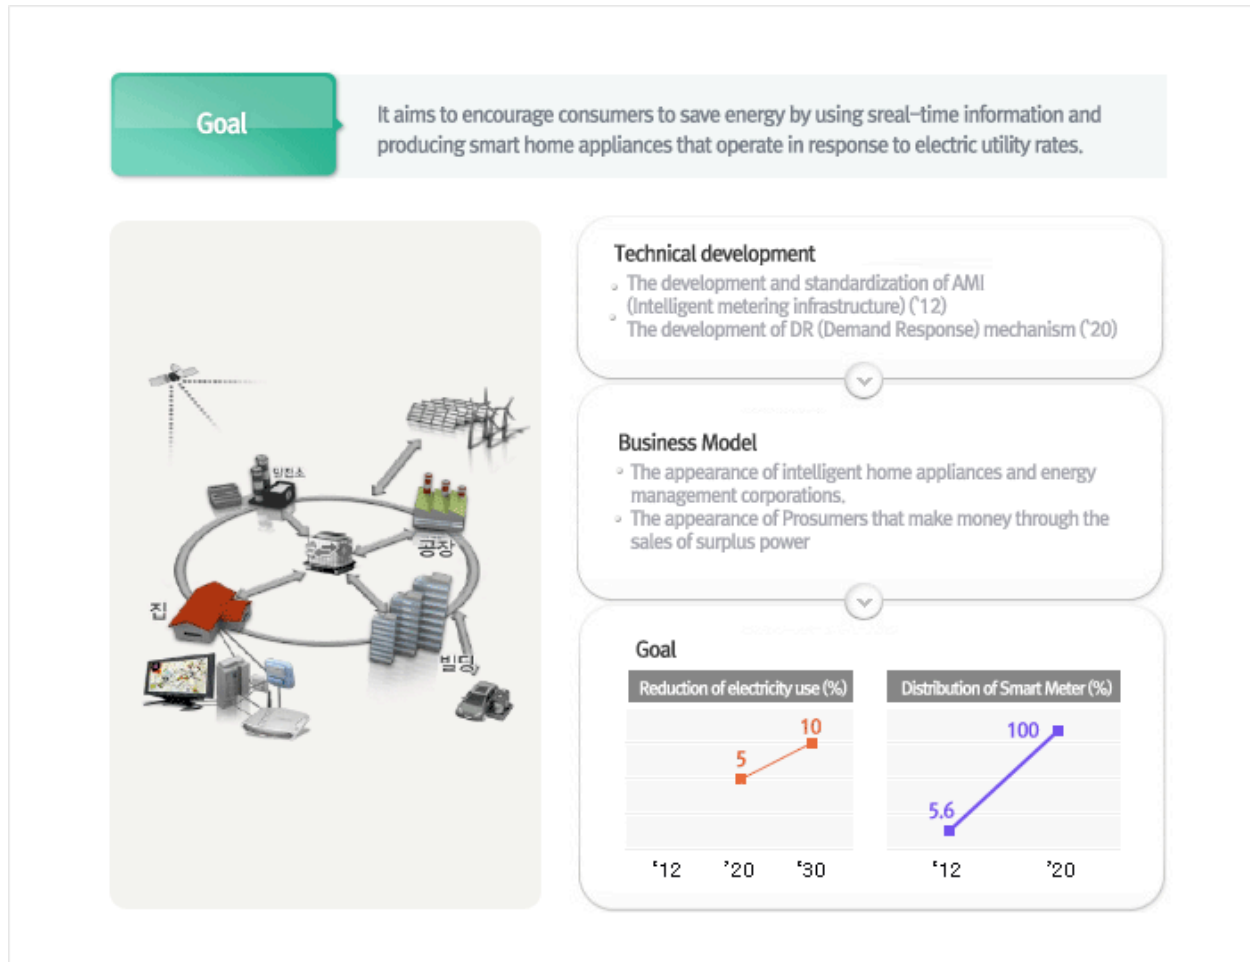 Goal
It aims to encourage consumers to save energy by using sreal-time information and
producing smart home appliances that operate in response to electric utility rates.
발전소
공장
진
빌딩
Technical development
The development and standardization of AMI
(Intelligent metering infrastructure) ('12)
The development of DR (Demand Response) mechanism ('20)
Business Model
The appearance of intelligent home appliances and energy
management corporations.
The appearance of Prosumers that make money through the
sales of surplus power
Goal
Reduction of electricity use (%)
10
5
'12 '20 '30
Distribution of Smart Meter (%)
100
5.6
'12 '20